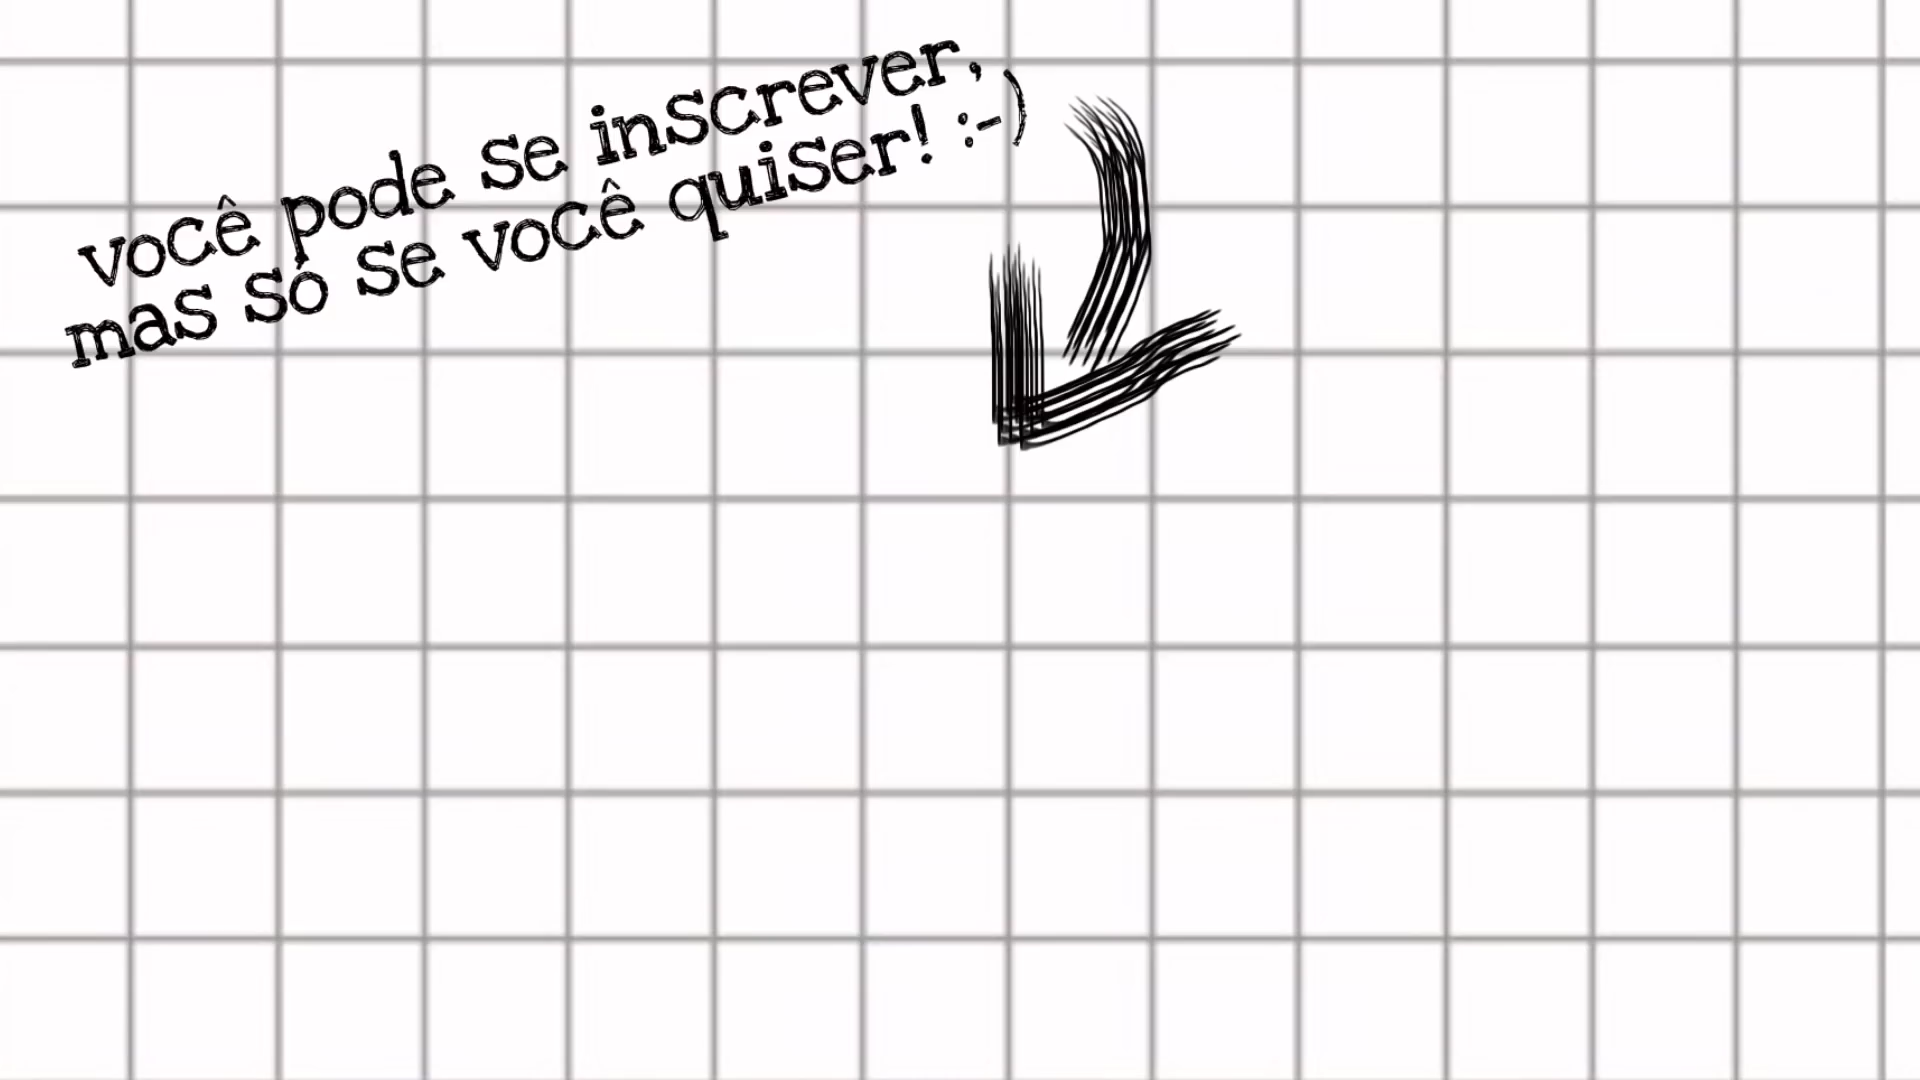 você pode se inscrever,
mas só se você quiser! :-)